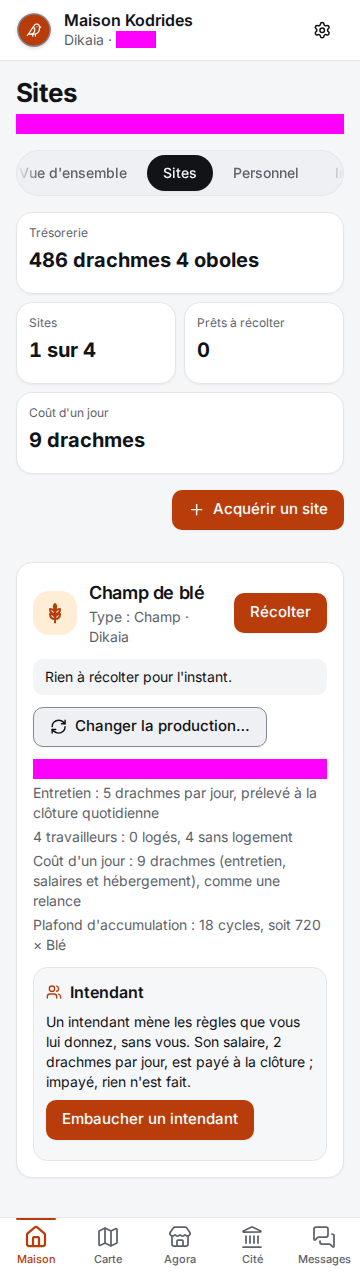 Maison Kodrides
Dikaia ·
Sites
Vue d'ensemble
Sites
Personnel
Trésorerie
486 drachmes 4 oboles
Sites
1 sur 4
Prêts à récolter
0
Coût d'un jour
9 drachmes
Acquérir un site
Champ de blé
Type : Champ ·
Dikaia
Récolter
Rien à récolter pour l'instant.
Changer la production...
Entretien : 5 drachmes par jour, prélevé à la
clôture quotidienne
4 travailleurs : 0 logés, 4 sans logement
Coût d'un jour : 9 drachmes (entretien,
salaires et hébergement), comme une
relance
Plafond d'accumulation : 18 cycles, soit 720
× Blé
Intendant
Un intendant mène les règles que vous
lui donnez, sans vous. Son salaire, 2
drachmes par jour, est payé à la clôture ;
impayé, rien n'est fait.
Embaucher un intendant
Maison
Carte
Agora
Cité
Messages